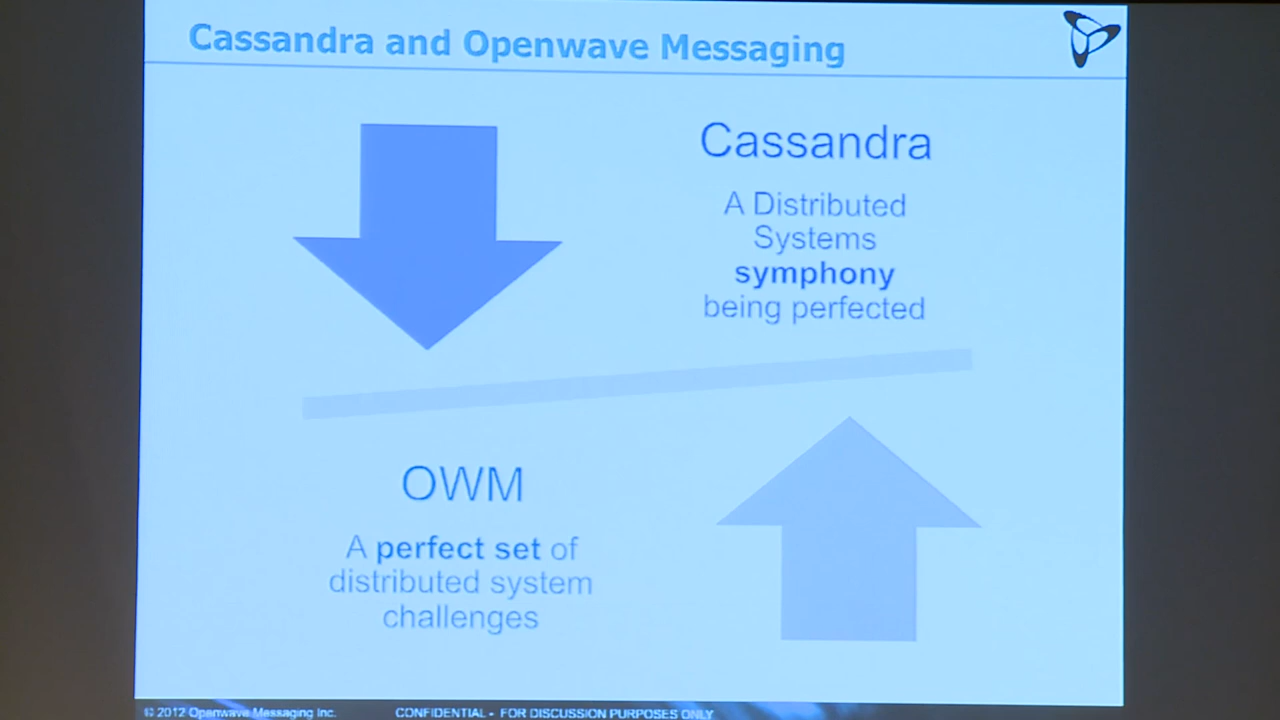 Cassandra and Openwave Messaging
Cassandra
A Distributed
Systems
symphony
being perfected
OWM
A perfect set of
distributed system
challenges
© 2012 Openwave Messaging Inc.
CONFIDENTIAL - FOR DISCUSSION PURPOSES ONLY